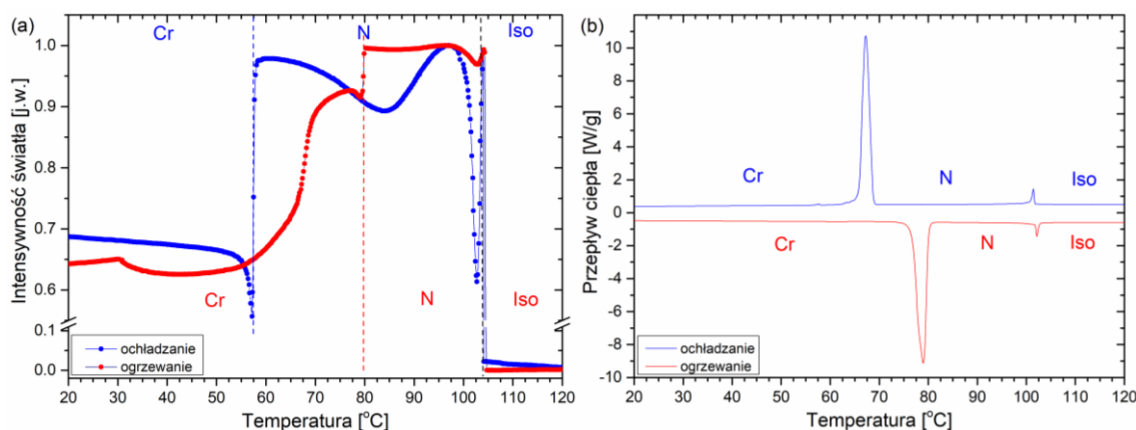 (a)
Cr
N
Iso
1.0
0.9
0.8
0.7
0.6
0.1
0.0
Intensywność światła [j.w.]
Cr
N
Iso
ochładzanie
ogrzewanie
20 30 40 50 60 70 80 90 100 110 120
Temperatura [°C]
(b)
10
8
6
4
2
0
-2
-4
-6
-8
-10
Przepływ ciepła [W/g]
Cr
N
Iso
Cr
N
Iso
ochładzanie
ogrzewanie
20 30 40 50 60 70 80 90 100 110 120
Temperatura [°C]